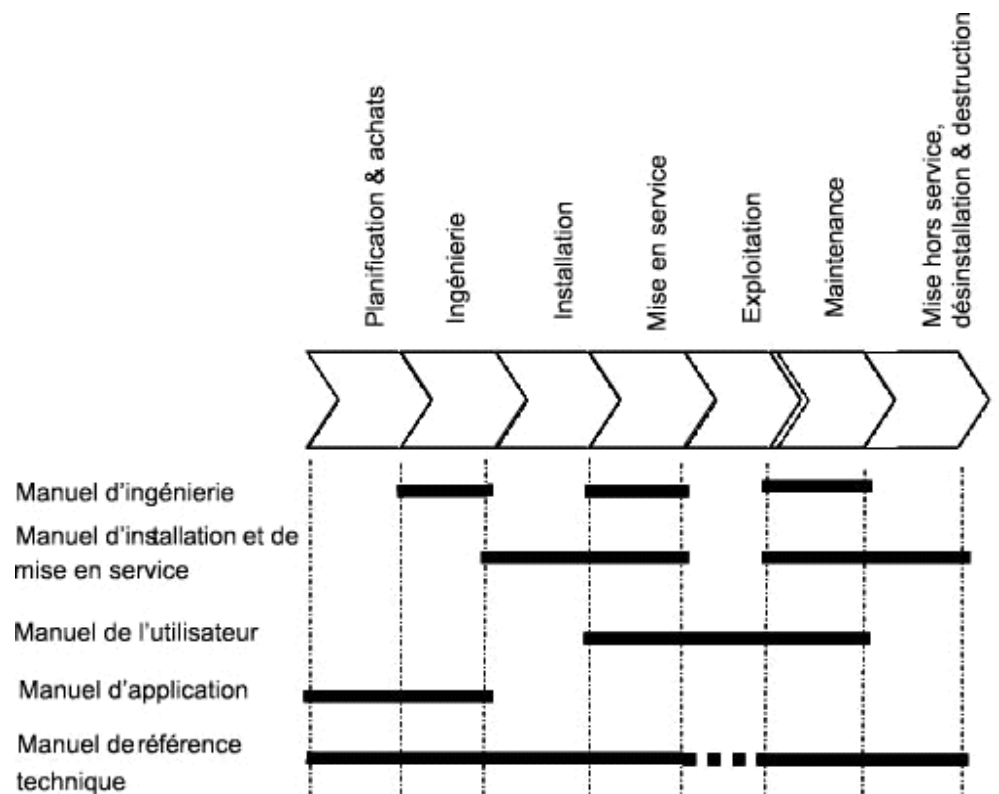 Planification & achats
Ingénierie
Installation
Mise en service
Exploitation
Maintenance
Mise hors service,
désinstallation & destruction
Manuel d'ingénierie
Manuel d'installation et de
mise en service
Manuel de l'utilisateur
Manuel d'application
Manuel de référence
technique